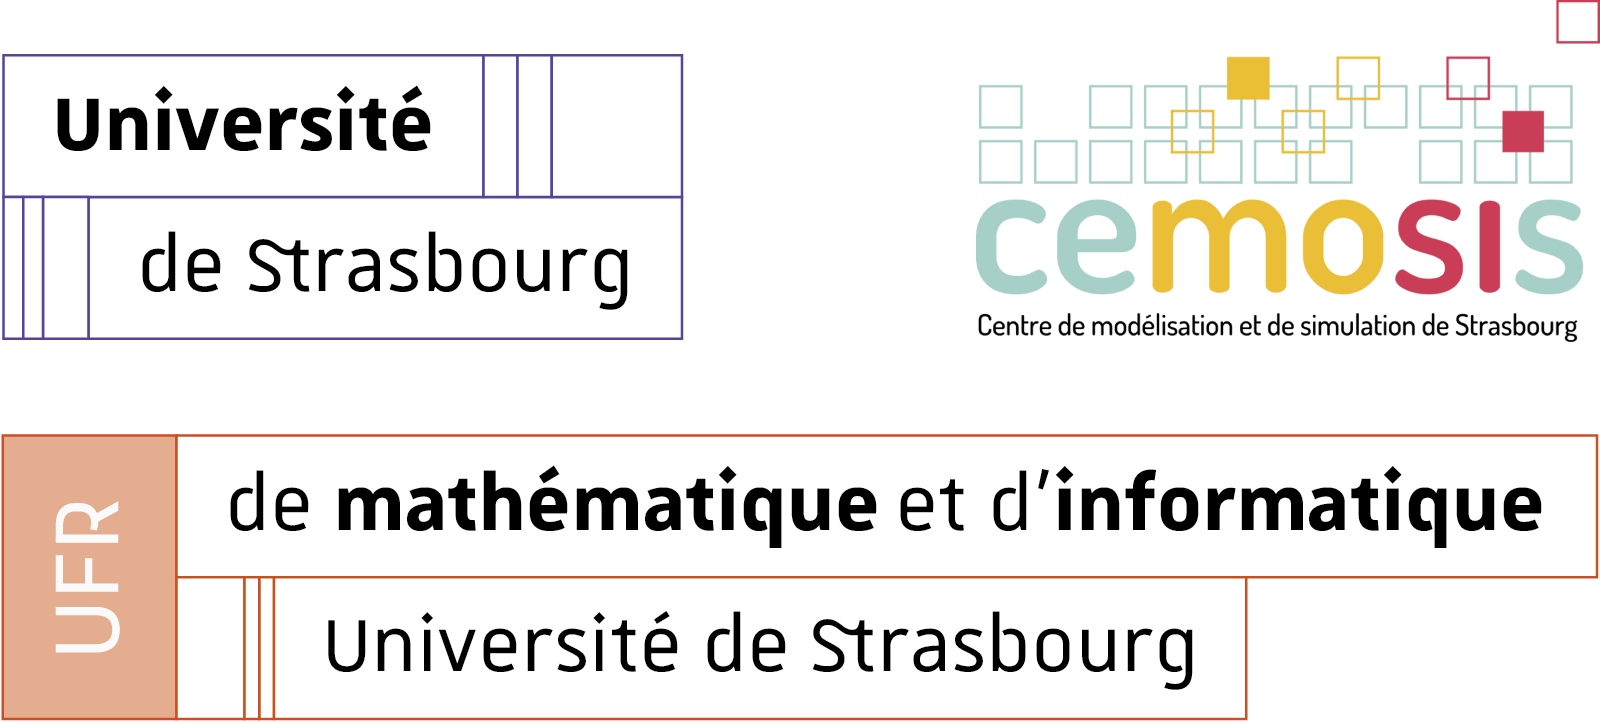 Université
de Strasbourg
cemosis
Centre de modélisation et de simulation de Strasbourg
UFR
de mathématique et d’informatique
Université de Strasbourg